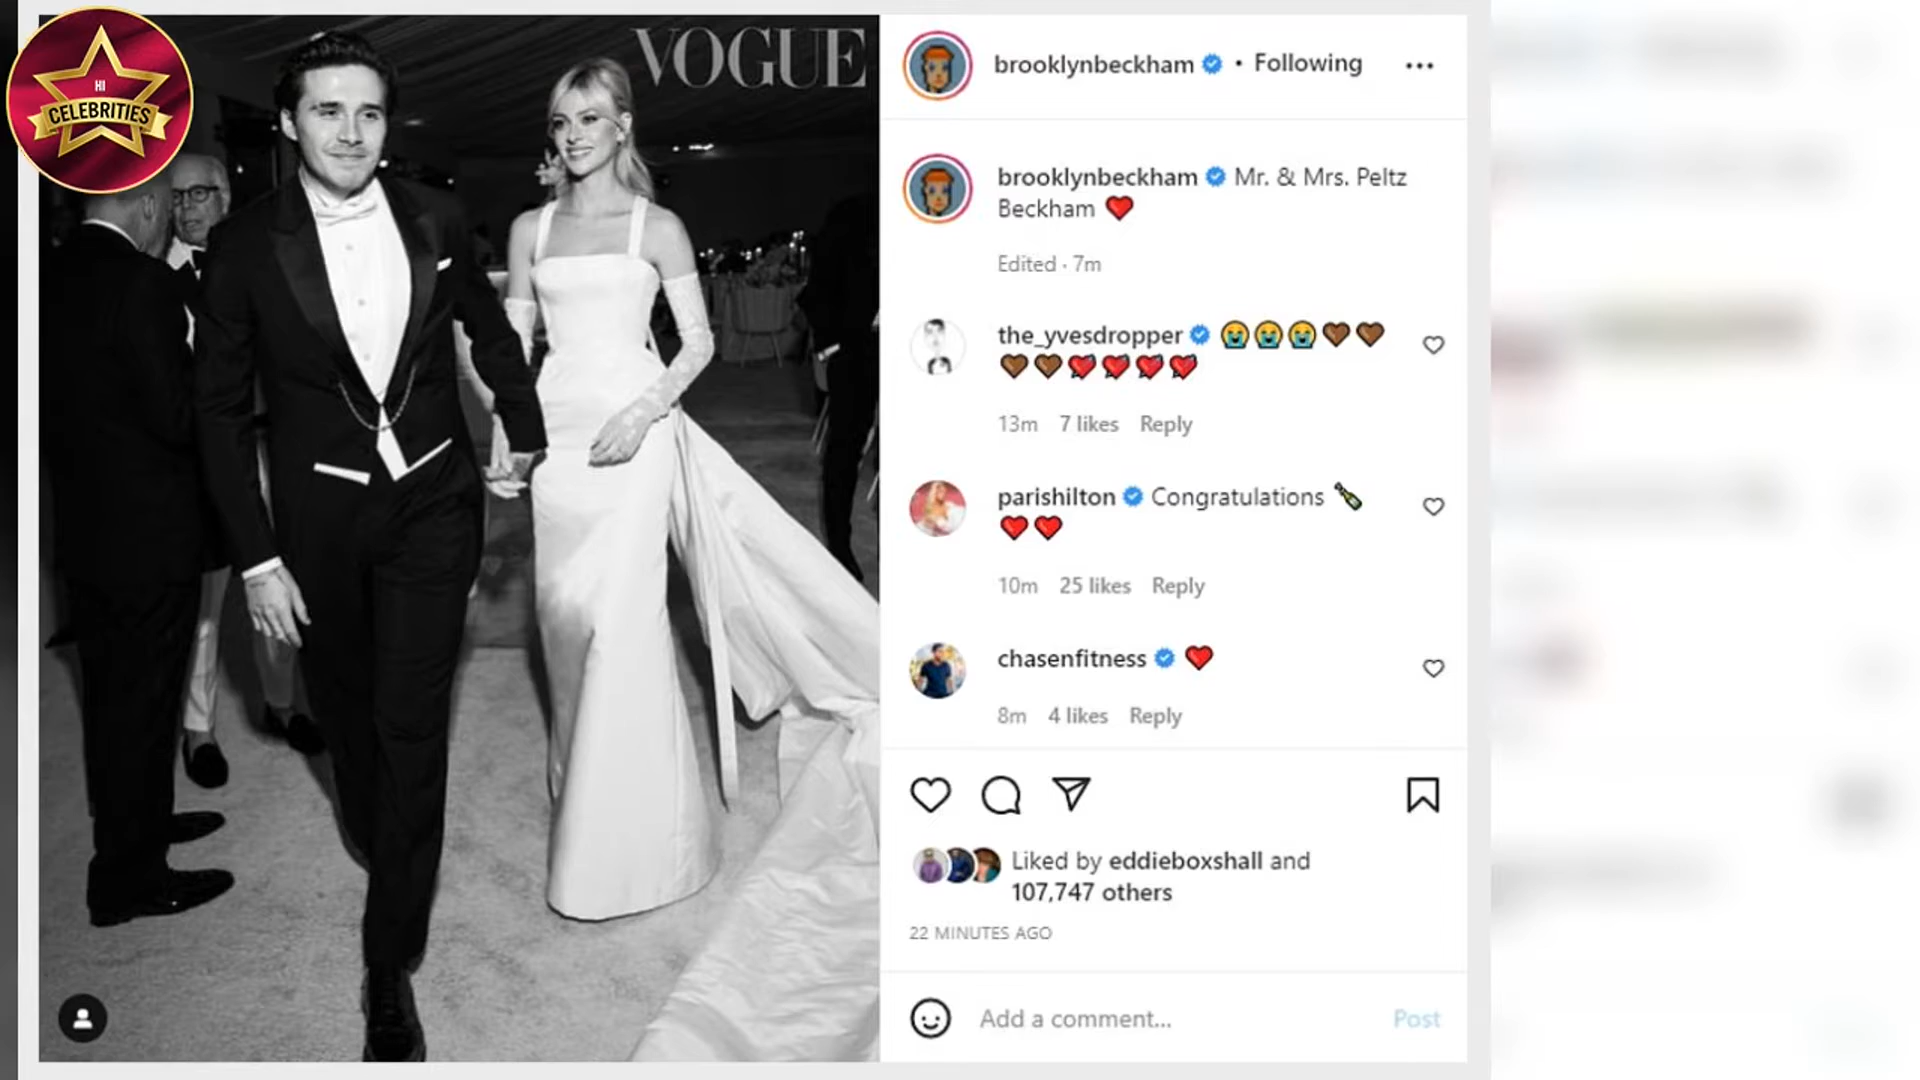 HI
CELEBRITIES
VOGUE
brooklynbeckham • Following
brooklynbeckham Mr. & Mrs. Peltz
Beckham ❤️
Edited · 7m
the_yvesdropper 😭😭😭🤎🤎
🤎🤎💘💘💘💘
13m 7 likes Reply
parishilton Congratulations 🍾
❤️❤️
10m 25 likes Reply
chasenfitness ❤️
8m 4 likes Reply
Liked by eddieboxshall and
107,747 others
22 MINUTES AGO
Add a comment...
Post